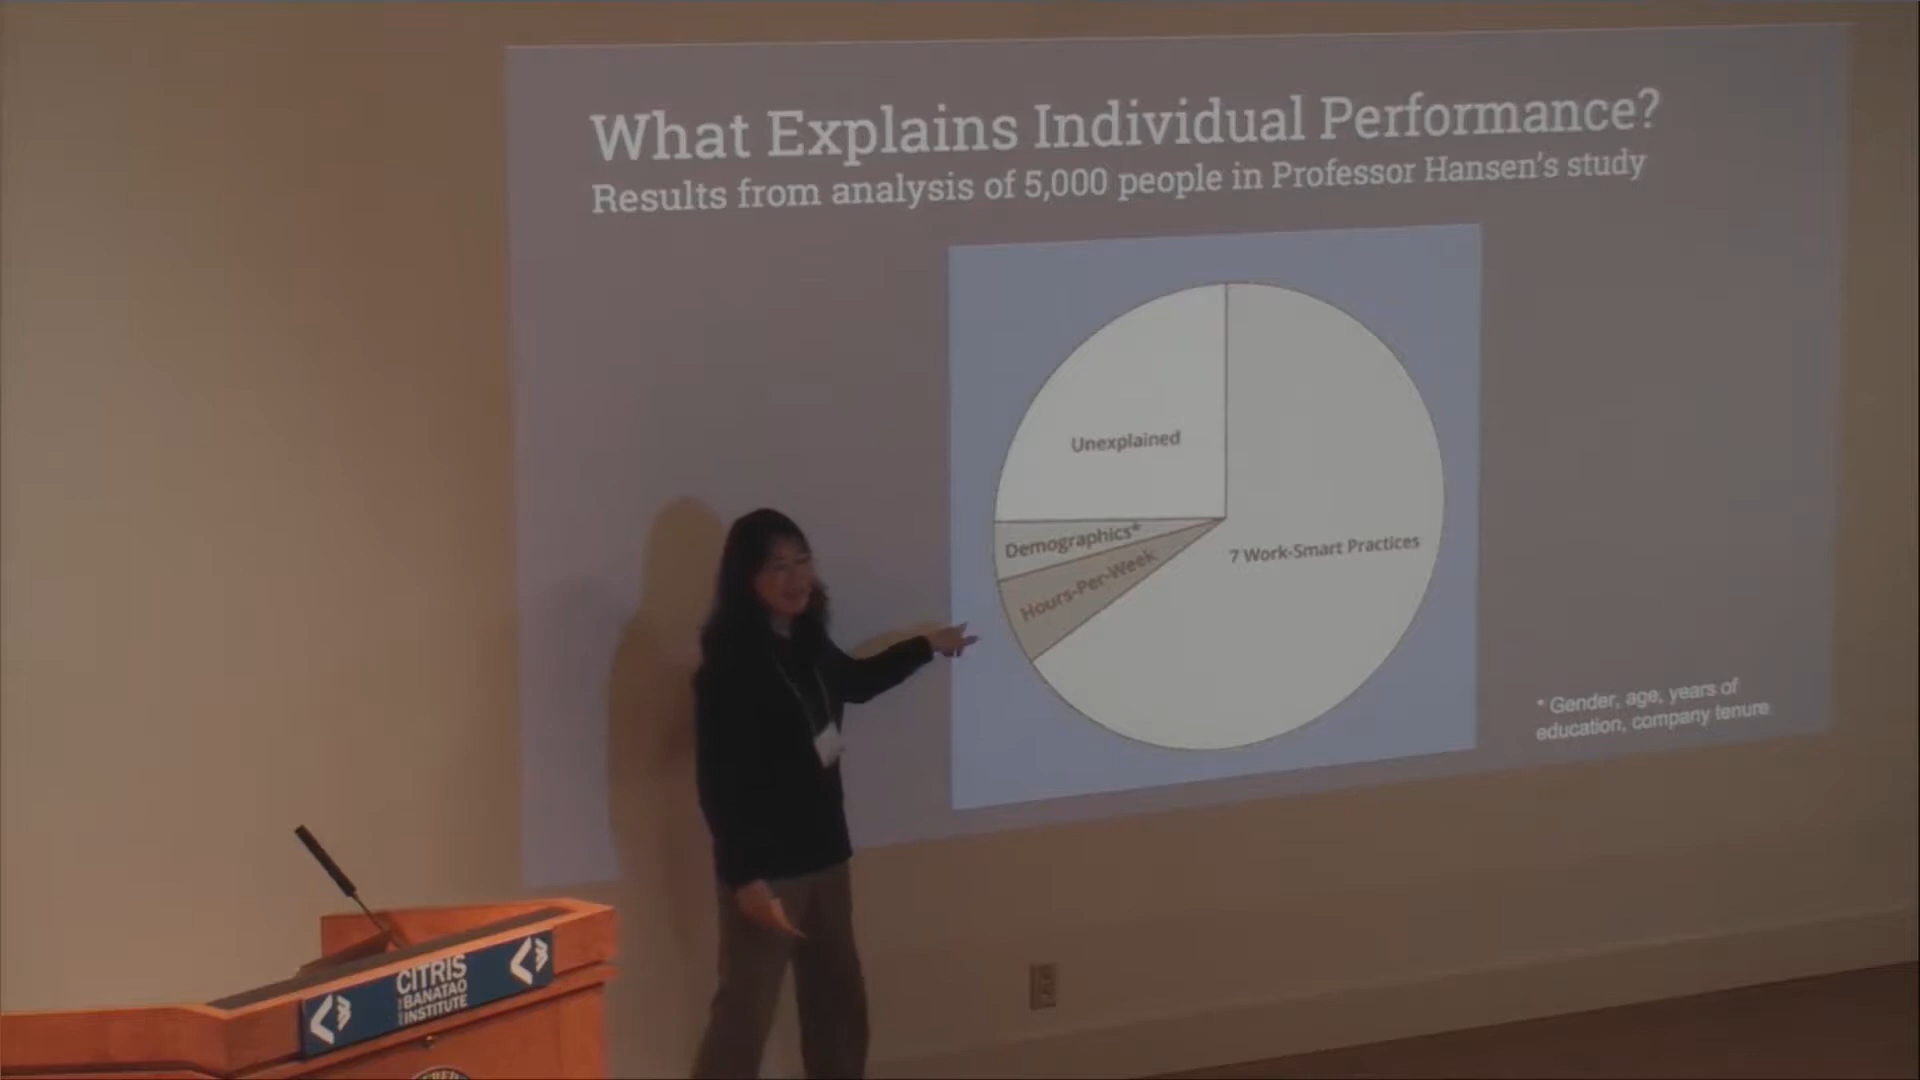 What Explains Individual Performance?
Results from analysis of 5,000 people in Professor Hansen's study
Unexplained
Demographics*
Hours-Per-Week
7 Work-Smart Practices
* Gender, age, years of
education, company tenure
CITRIS
BANATAO
INSTITUTE